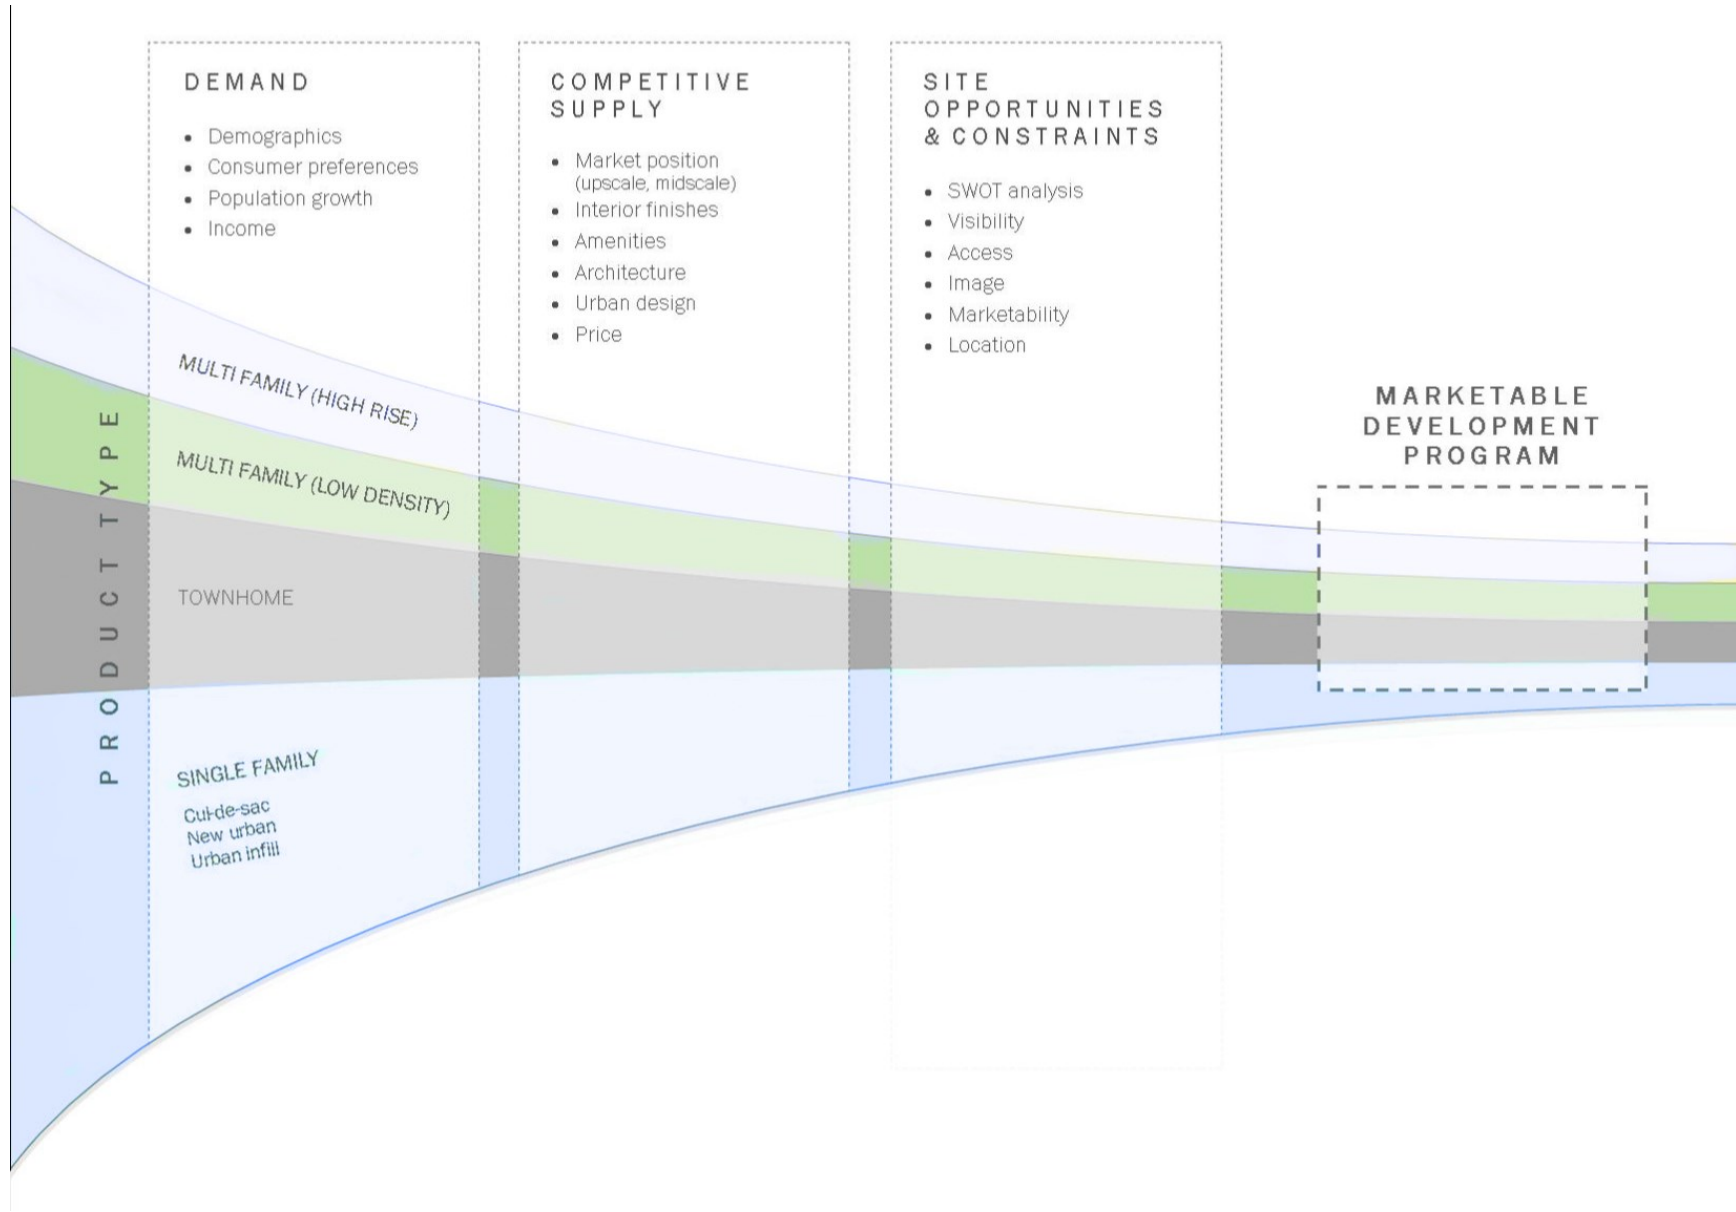 DEMAND
• Demographics
• Consumer preferences
• Population growth
• Income
COMPETITIVE
SUPPLY
• Market position
(upscale, midscale)
• Interior finishes
• Amenities
• Architecture
• Urban design
• Price
SITE
OPPORTUNITIES
& CONSTRAINTS
• SWOT analysis
• Visibility
• Access
• Image
• Marketability
• Location
MARKETABLE
DEVELOPMENT
PROGRAM
PRODUCT TYPE
MULTI FAMILY (HIGH RISE)
MULTI FAMILY (LOW DENSITY)
TOWNHOME
SINGLE FAMILY
Cul-de-sac
New urban
Urban infill